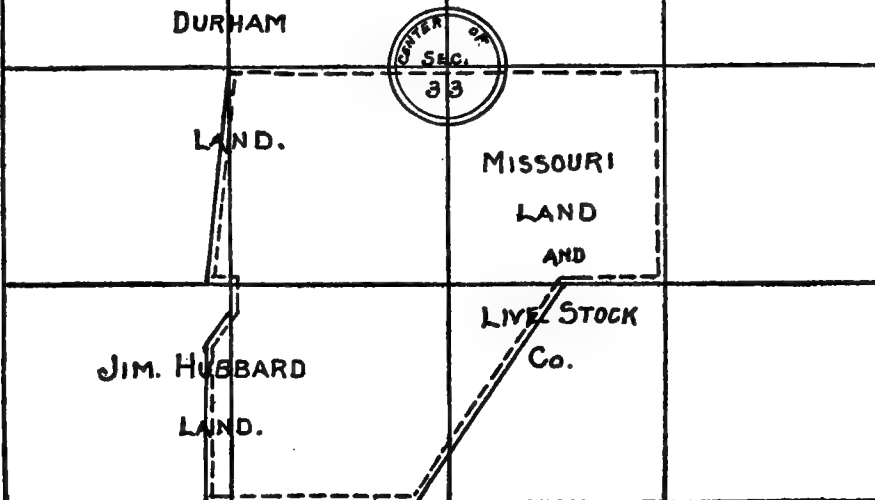 DURHAM
LAND.
CENTER OF
SEC.
33
MISSOURI
LAND
AND
LIVE STOCK
CO.
JIM. HUBBARD
LAND.